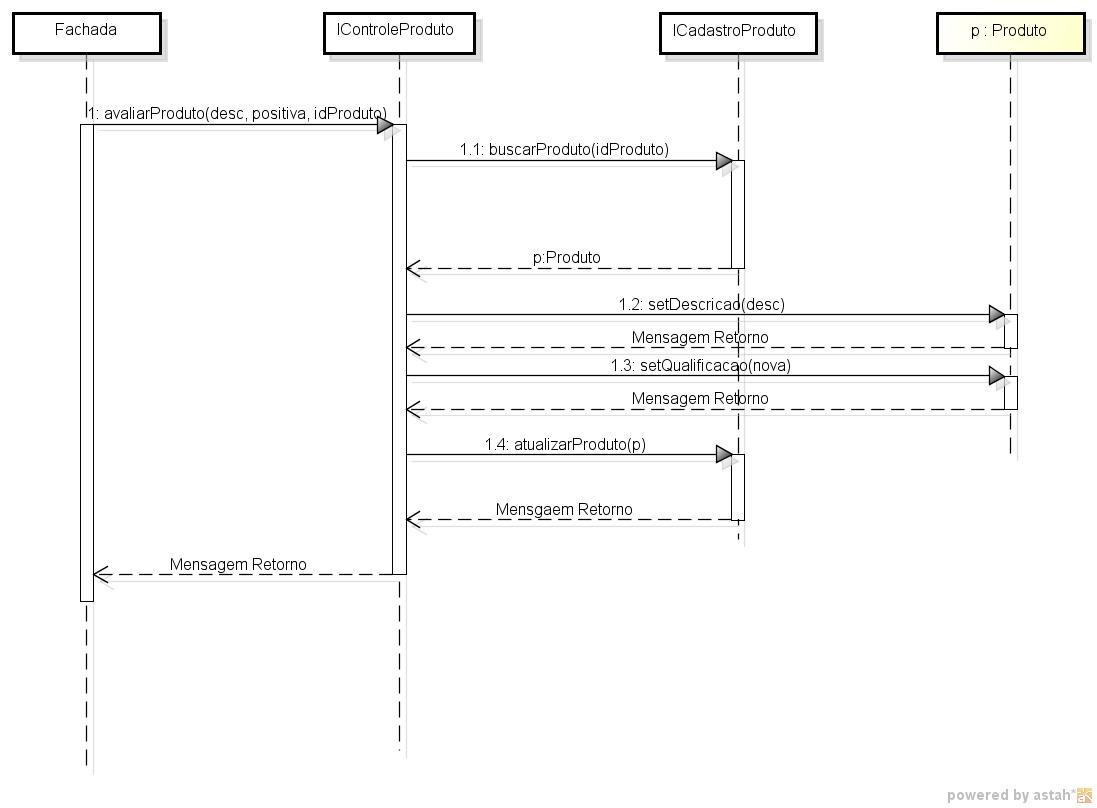 Fachada
IControleProduto
ICadastroProduto
p : Produto
1: avaliarProduto(desc, positiva, idProduto)
1.1: buscarProduto(idProduto)
p:Produto
1.2: setDescricao(desc)
Mensagem Retorno
1.3: setQualificacao(nova)
Mensagem Retorno
1.4: atualizarProduto(p)
Mensgaem Retorno
Mensagem Retorno
powered by astah*